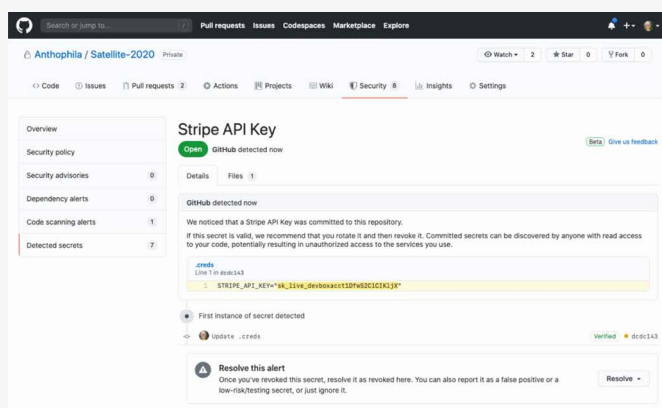 Search or jump to... /
Pull requests Issues Codespaces Marketplace Explore
Anthophila / Satellite-2020 Private
Watch 2 Star 0 Fork 0
Code Issues Pull requests 2 Actions Projects Wiki Security 8 Insights Settings
Overview
Security policy
Security advisories 0
Dependency alerts 0
Code scanning alerts 1
Detected secrets 7
Stripe API Key
Open GitHub detected now
Beta Give us feedback
Details Files 1
GitHub detected now
We noticed that a Stripe API Key was committed to this repository.
If this secret is valid, we recommend that you rotate it and then revoke it. Committed secrets can be discovered by anyone with read access
to your code, potentially resulting in unauthorized access to the services you use.
.creds
Line 1 in dcdc143
1 STRIPE_API_KEY="sk_live_devboxacct1DfwS2ClCIKljX"
First instance of secret detected
Update .creds
Verified dcdc143
Resolve this alert
Once you've revoked this secret, resolve it as revoked here. You can also report it as a false positive or a
low-risk/testing secret, or just ignore it.
Resolve